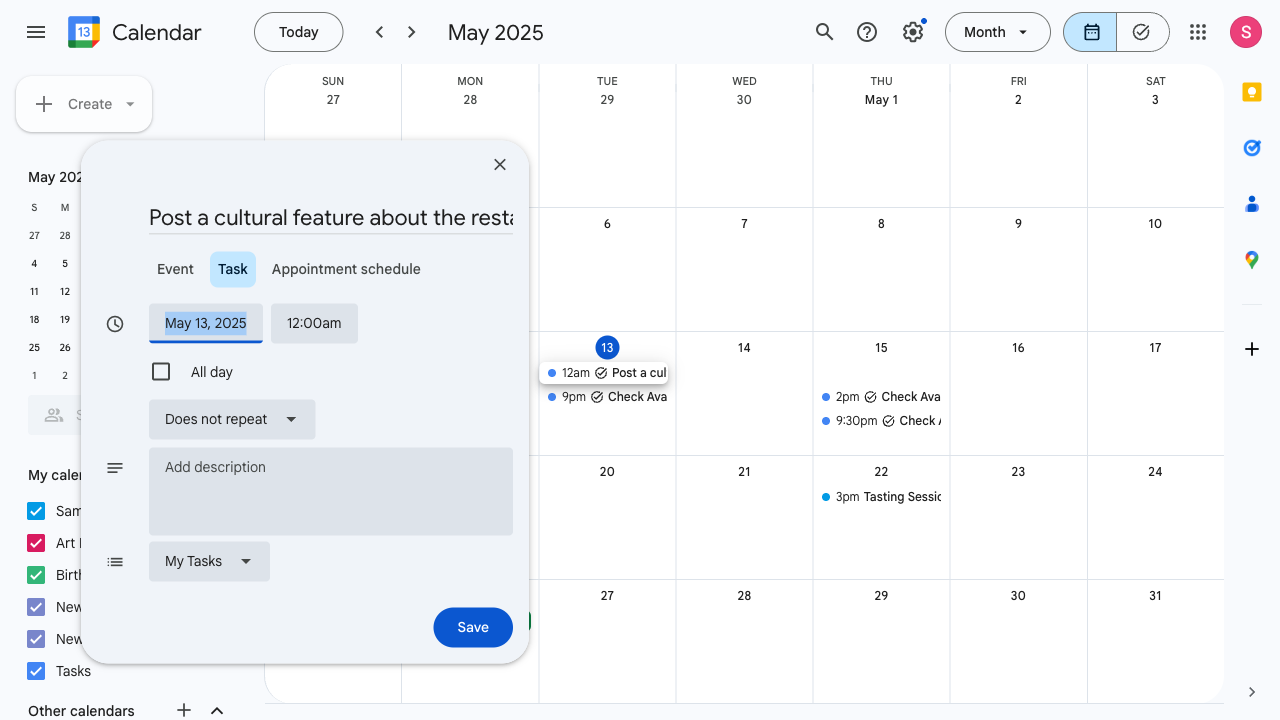 13
Calendar
Today
May 2025
Month
S
Create
SUN
MON
TUE
WED
THU
FRI
SAT
27
28
29
30
May 1
2
3
May 202
S
M
27
28
4
5
11
12
18
19
25
26
1
2
S
Post a cultural feature about the resta
Event
Task
Appointment schedule
May 13, 2025
12:00am
All day
Does not repeat
Add description
My Tasks
Save
6
7
8
9
10
13
14
15
16
17
12am Post a cul
9pm Check Ava
2pm Check Ava
9:30pm Check A
20
21
22
23
24
3pm Tasting Sessic
27
28
29
30
31
My calen
Sam
Art
Birth
New
New
Tasks
Other calendars